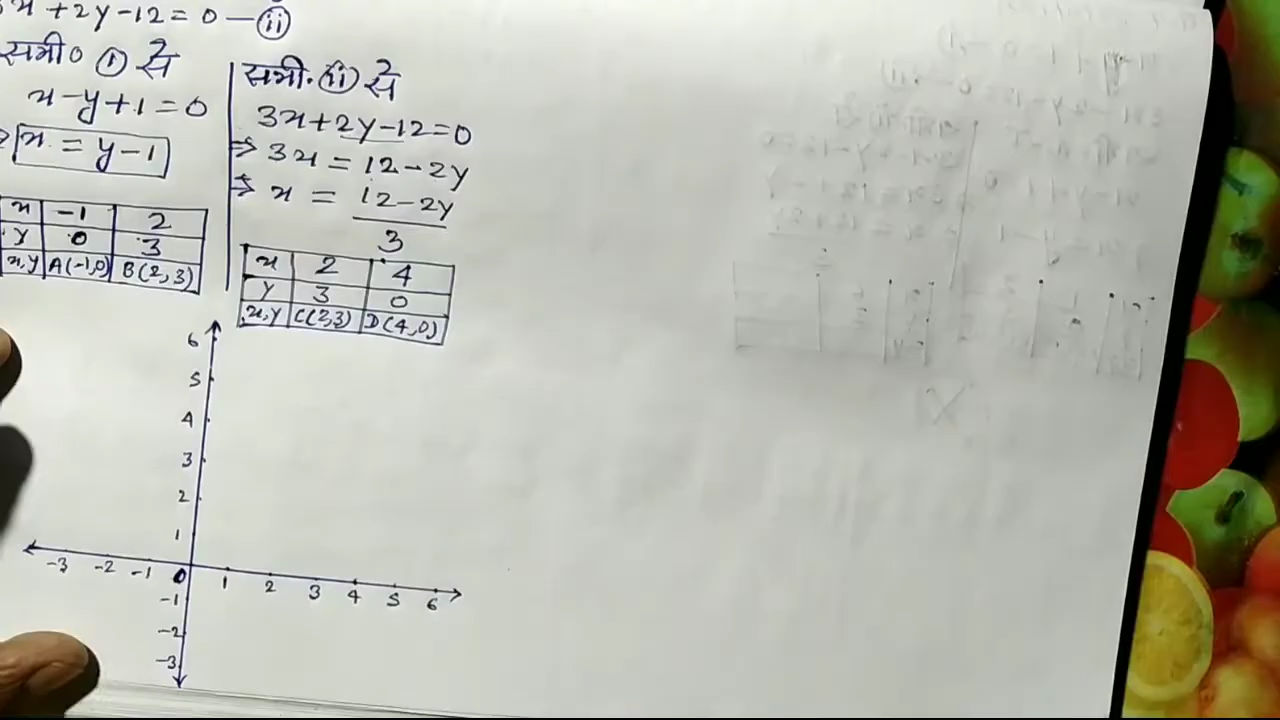 x + 2y - 12 = 0 — (ii)
समी० (1) से
x - y + 1 = 0
x = y - 1
x -1 2
y 0 3
x,y A(-1,0) B(2,3)
समी. (ii) से
3x + 2y - 12 = 0
⇒ 3x = 12 - 2y
⇒ x = 12 - 2y
3
x 2 4
y 3 0
x,y C(2,3) D(4,0)
6
5
4
3
2
1
-3 -2 -1 0 1 2 3 4 5 6
-1
-2
-3